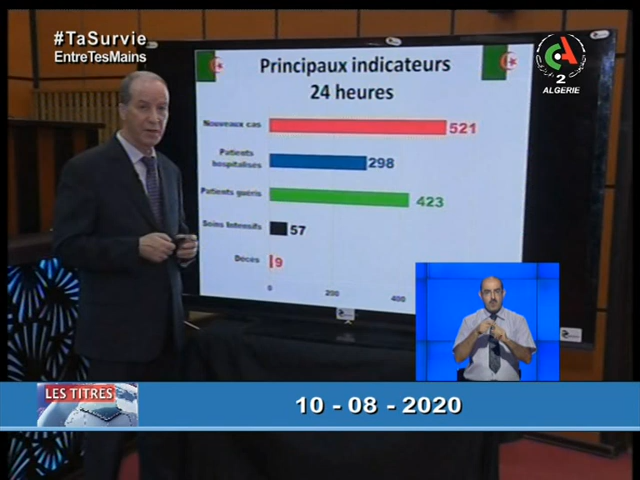 #TaSurvie
EntreTesMains
Principaux indicateurs
24 heures
2
ALGERIE
Nouveaux cas
521
Patients
hospitalisés
298
Patients guéris
423
Soins Intensifs
57
Décès
9
0
200
400
LES TITRES
10 - 08 - 2020